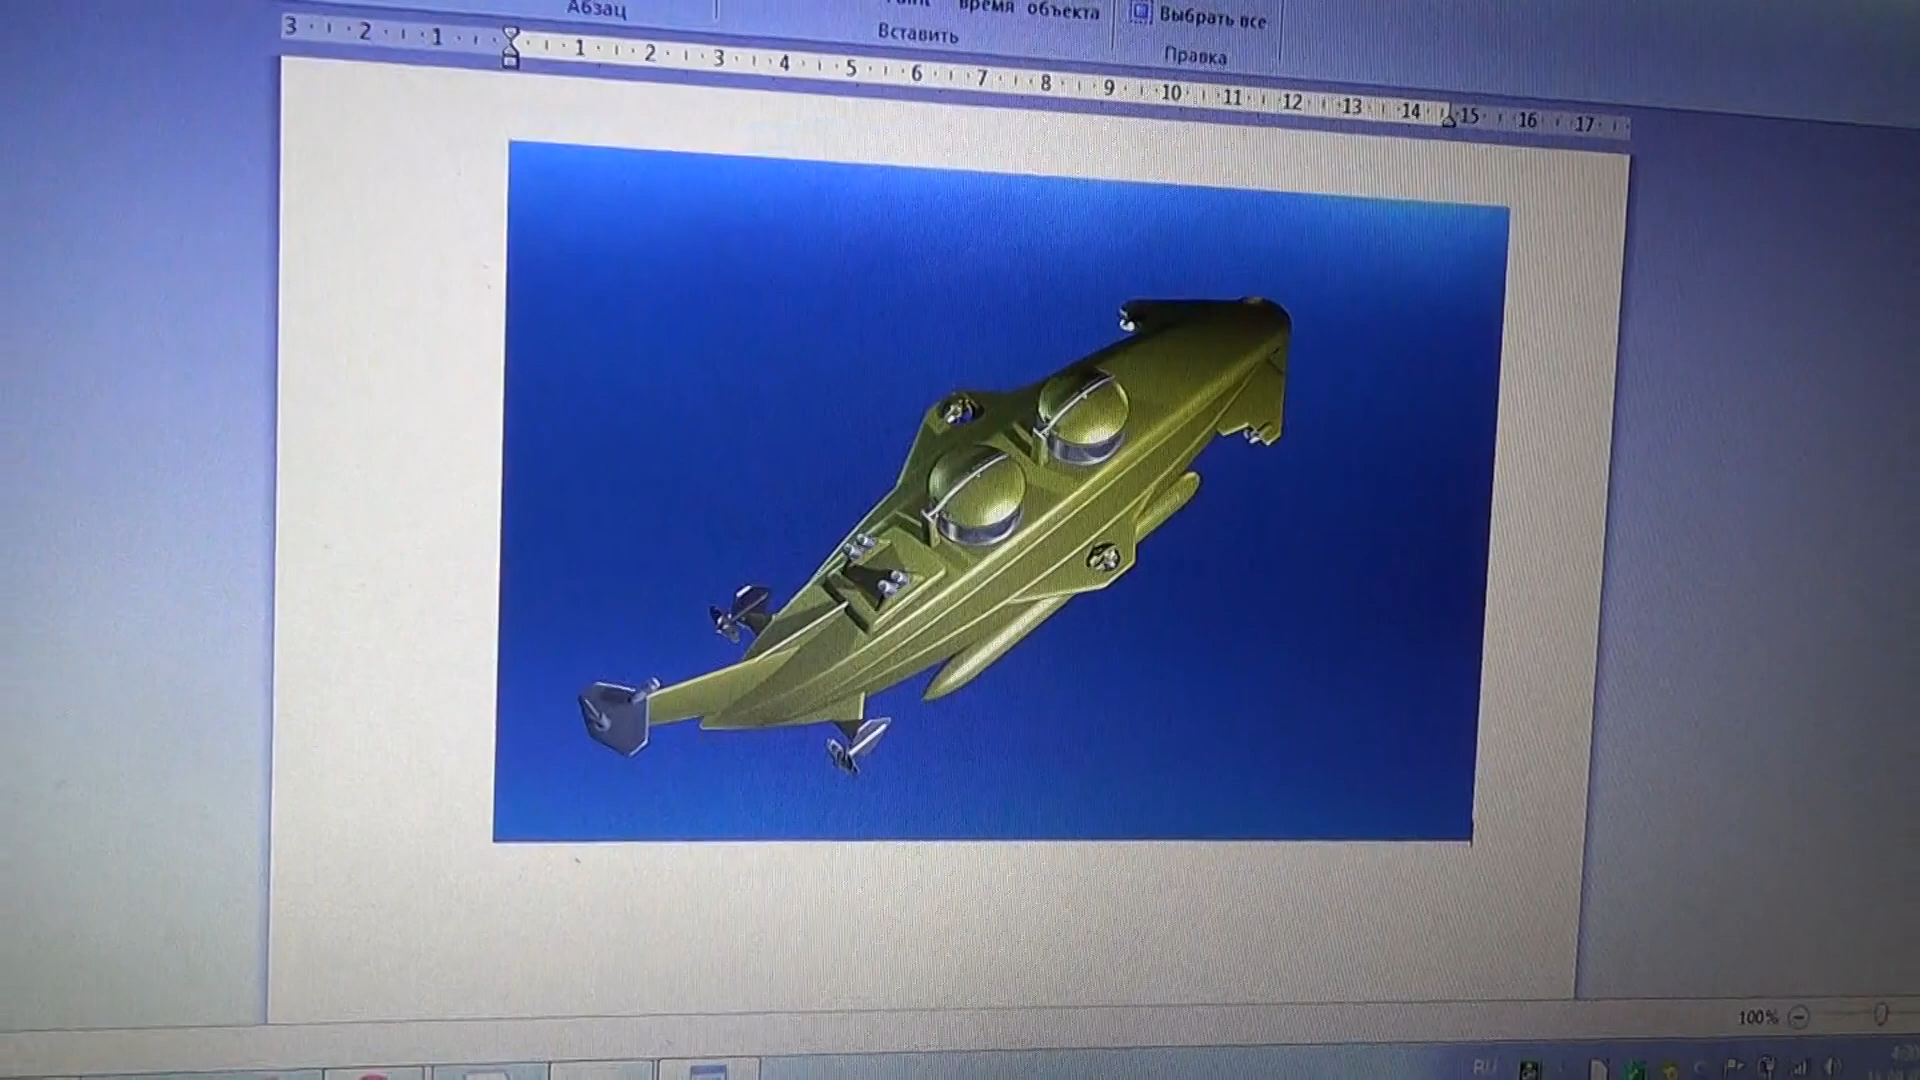 Абзац
время объекта
Вставить
Выбрать все
Правка
3 2 1 1 2 3 4 5 6 7 8 9 10 11 12 13 14 15 16 17
100%
RU